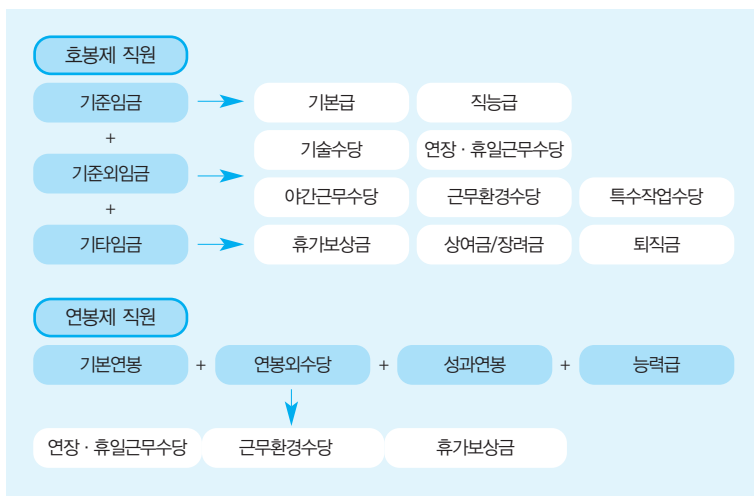 호봉제 직원
기준임금 기본급 직능급
+
기술수당 연장 · 휴일근무수당
기준외임금
야간근무수당 근무환경수당 특수작업수당
+
기타임금 휴가보상금 상여금/장려금 퇴직금
연봉제 직원
기본연봉 + 연봉외수당 + 성과연봉 + 능력급
연장 · 휴일근무수당 근무환경수당 휴가보상금